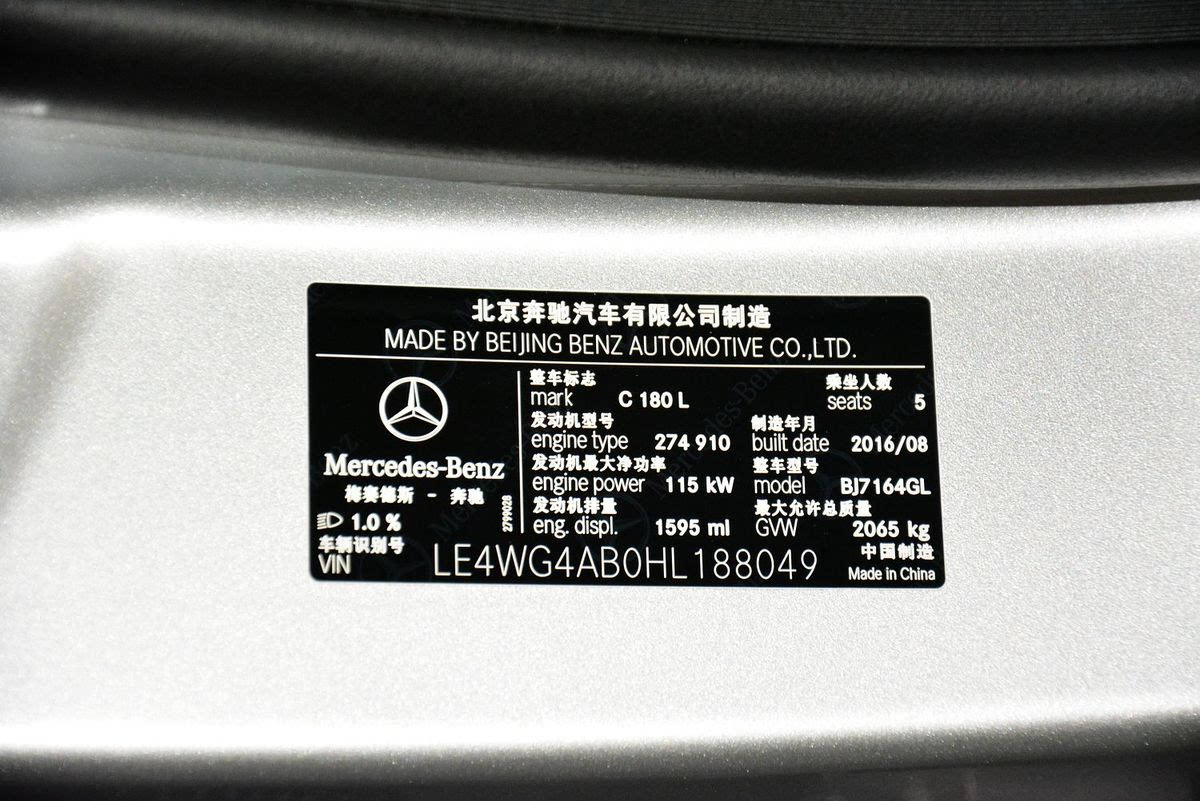 北京奔驰汽车有限公司制造
MADE BY BEIJING BENZ AUTOMOTIVE CO.,LTD.
Mercedes-Benz
梅赛德斯 - 奔驰
1.0 %
279028
整车标志
mark C 180 L
乘坐人数
seats 5
发动机型号
engine type 274 910
制造年月
built date 2016/08
发动机最大净功率
engine power 115 kW
整车型号
model BJ7164GL
发动机排量
eng. displ. 1595 ml
最大允许总质量
GVW 2065 kg
车辆识别号
VIN LE4WG4AB0HL188049
中国制造
Made in China